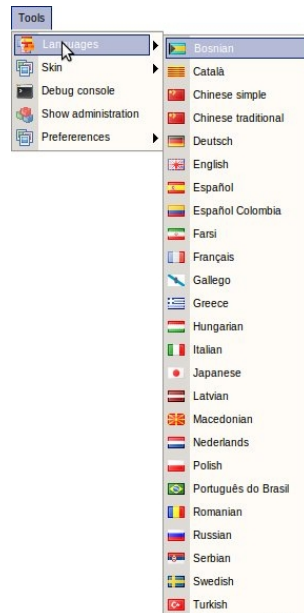 Tools
Languages
Skin
Debug console
Show administration
Prefererences
Bosnian
Català
Chinese simple
Chinese traditional
Deutsch
English
Español
Español Colombia
Farsi
Français
Gallego
Greece
Hungarian
Italian
Japanese
Latvian
Macedonian
Nederlands
Polish
Português do Brasil
Romanian
Russian
Serbian
Swedish
Turkish